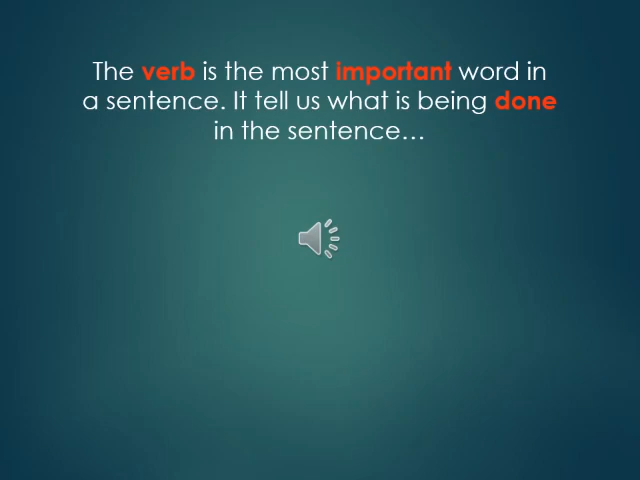 The verb is the most important word in
a sentence. It tell us what is being done
in the sentence…